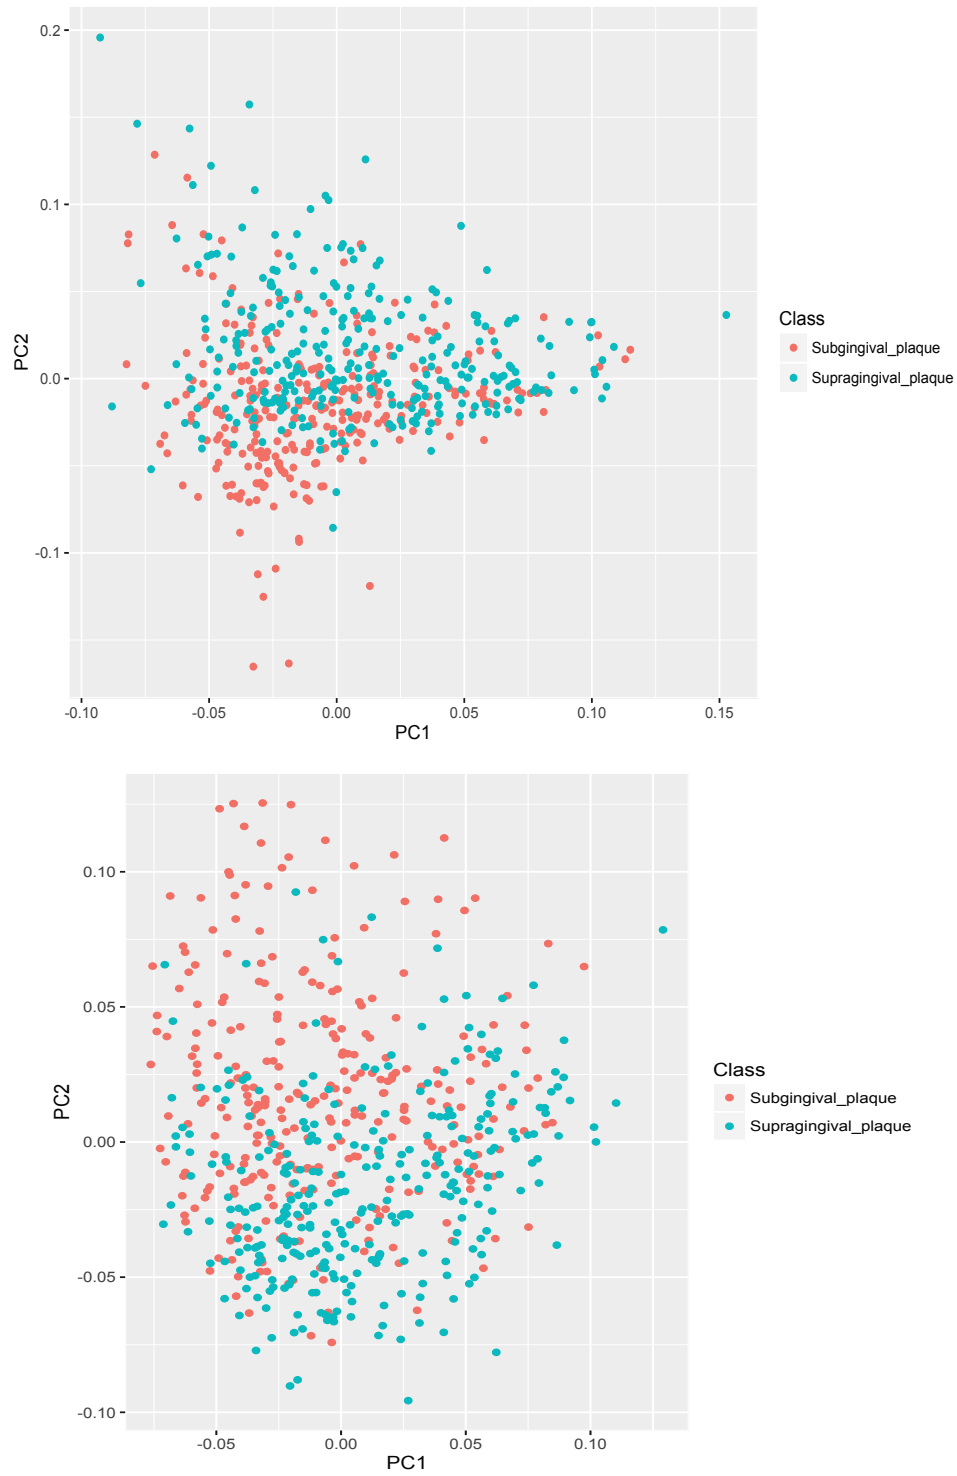 0.2
0.1
0.0
-0.1
PC2
-0.10 -0.05 0.00 0.05 0.10 0.15
PC1
Class
Subgingival_plaque
Supragingival_plaque
0.10
0.05
0.00
-0.05
-0.10
PC2
-0.05 0.00 0.05 0.10
PC1
Class
Subgingival_plaque
Supragingival_plaque